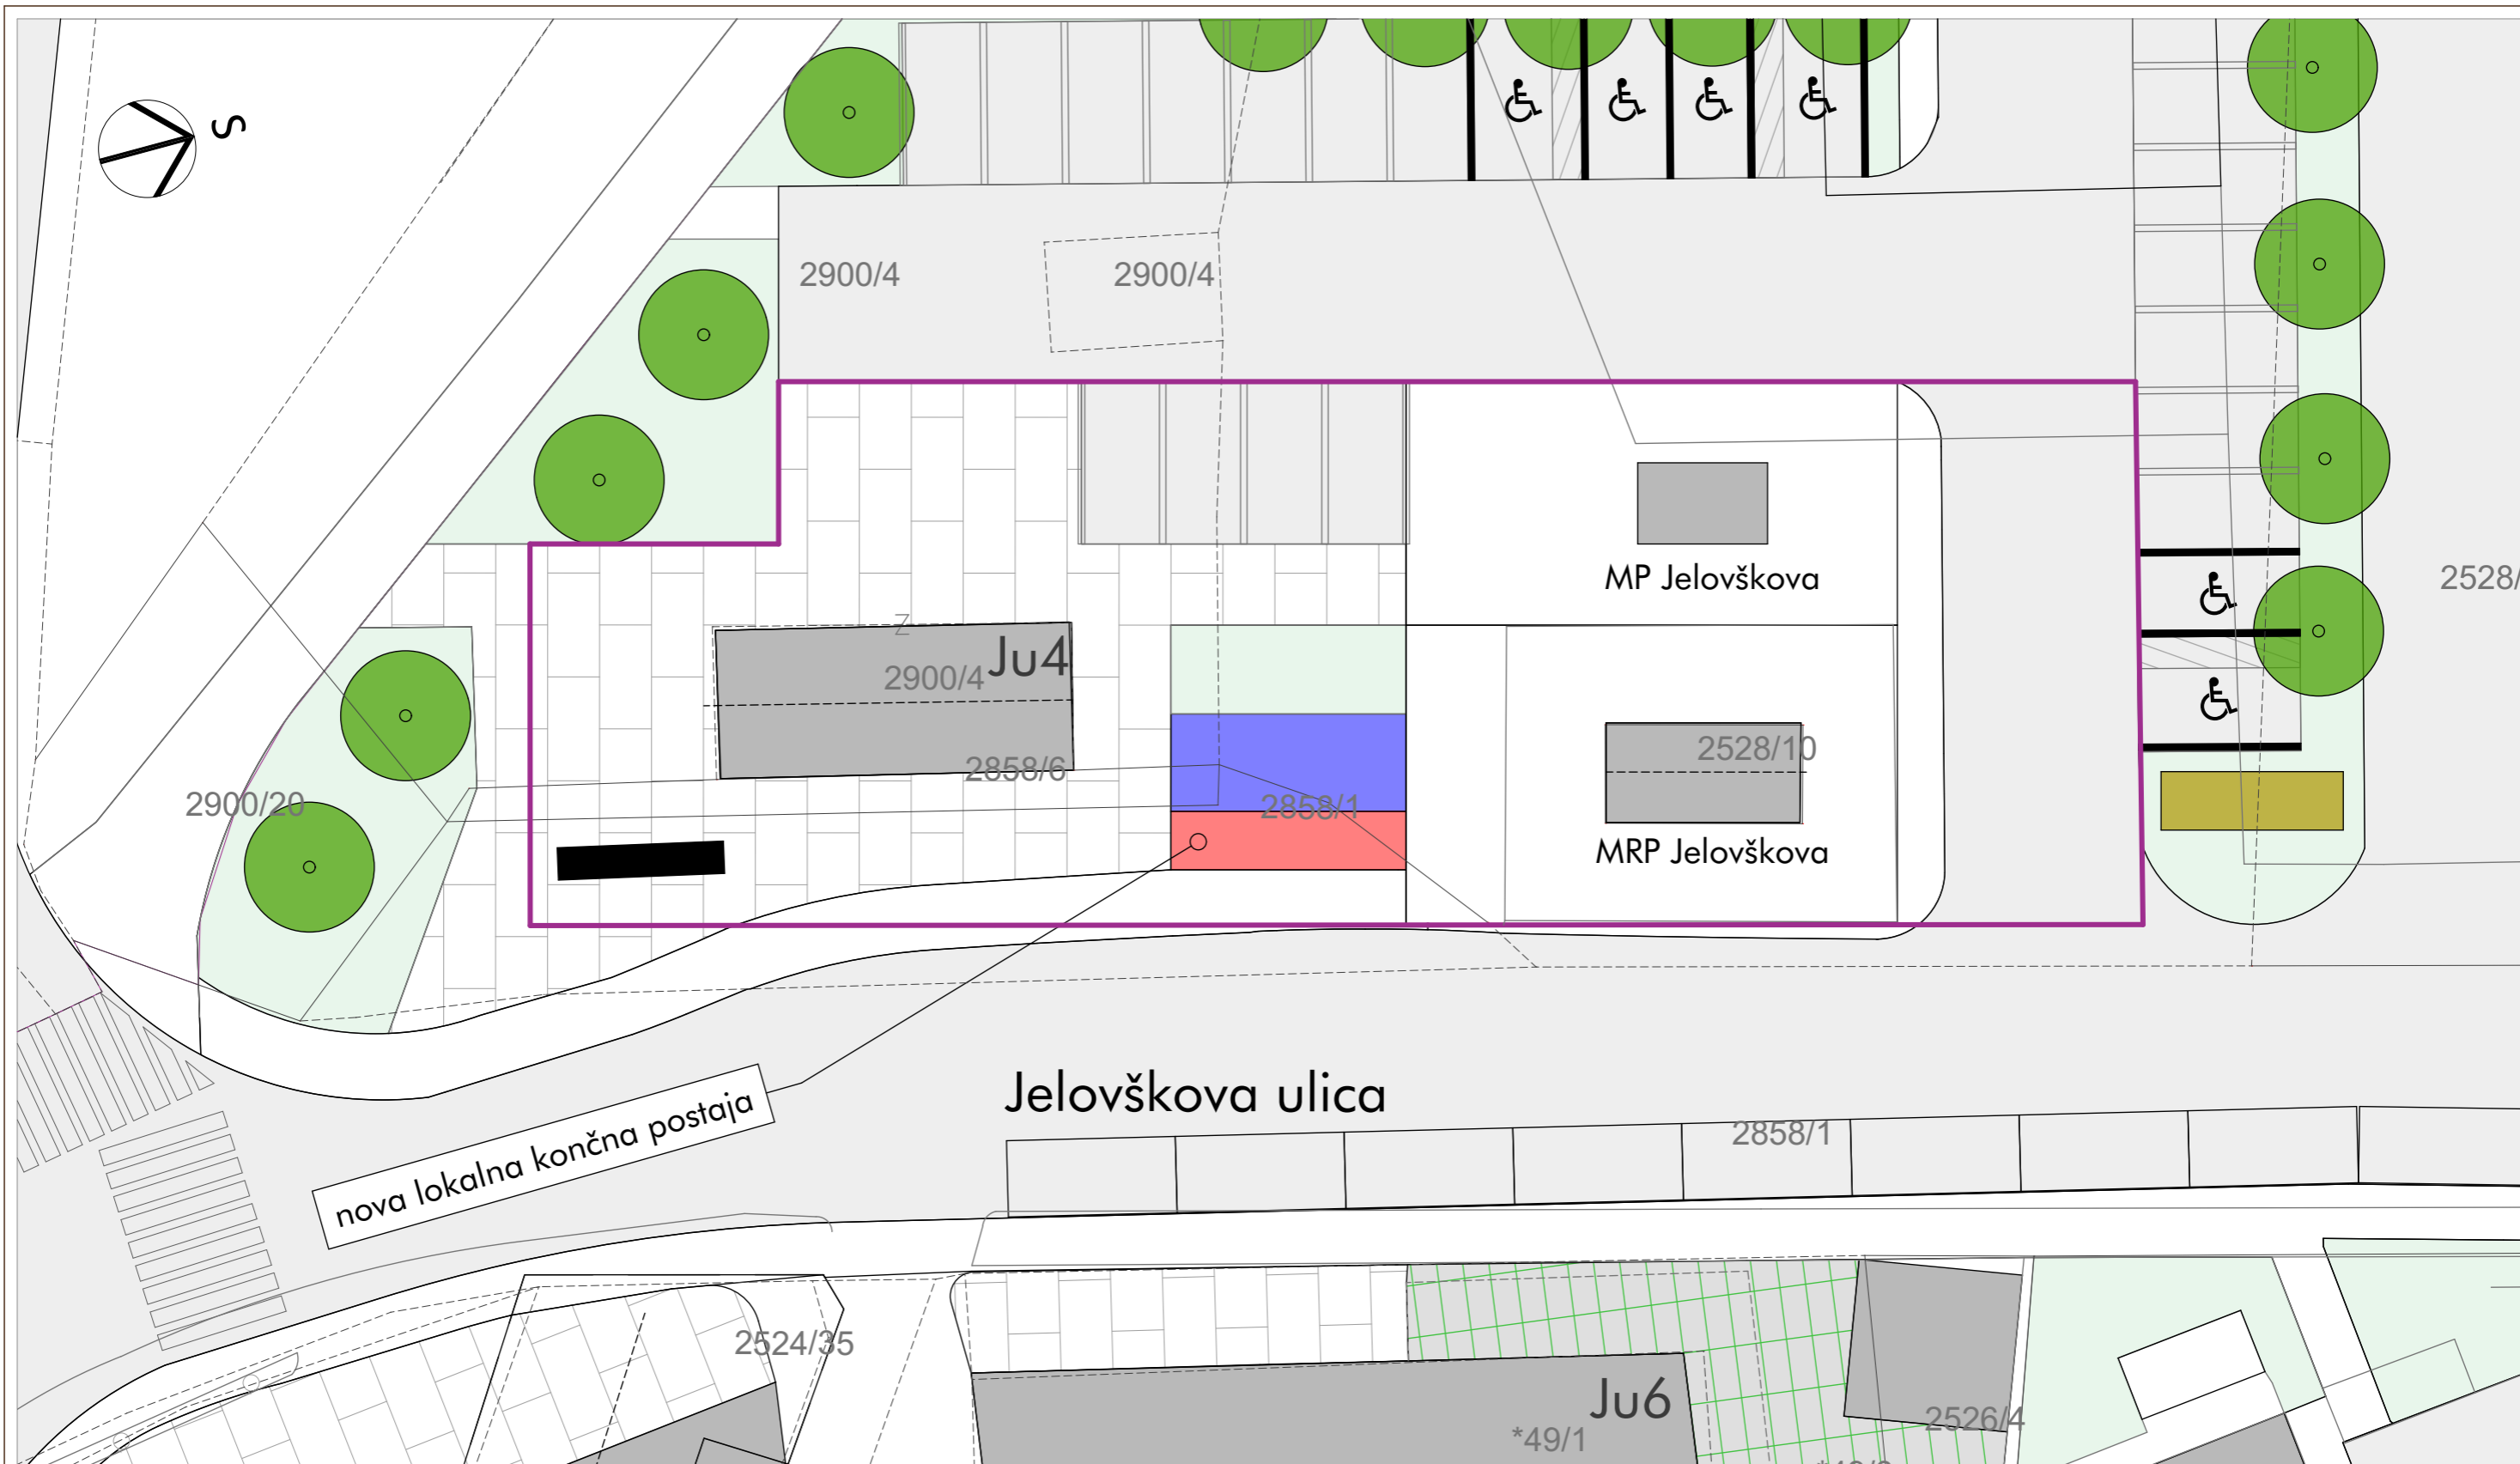 S
2900/4
2900/4
2528/
MP Jelovškova
Z
Ju4
2900/4
2528/10
2858/6
2900/20
2858/1
MRP Jelovškova
Jelovškova ulica
nova lokalna končna postaja
2858/1
2524/35
Ju6
2526/4
*49/1